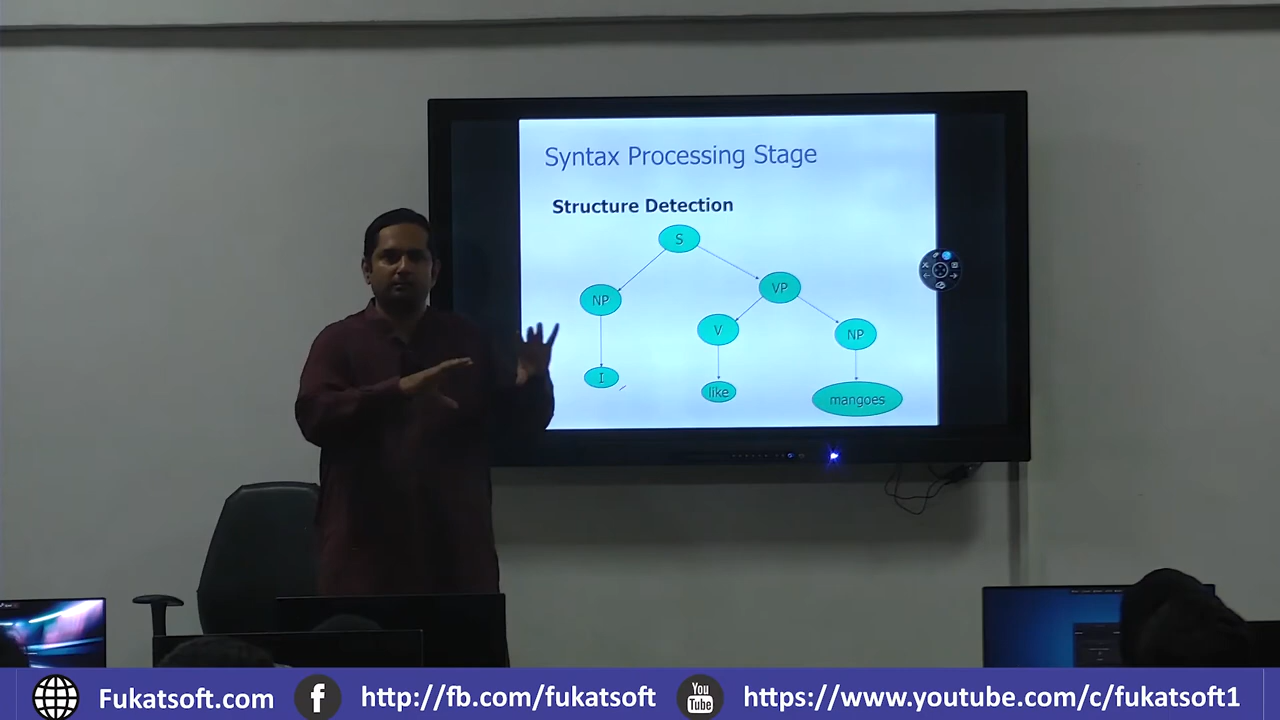 Syntax Processing Stage
Structure Detection
S
NP
VP
V
NP
I
like
mangoes
Fukatsoft.com
f
http://fb.com/fukatsoft
You
Tube
https://www.youtube.com/c/fukatsoft1